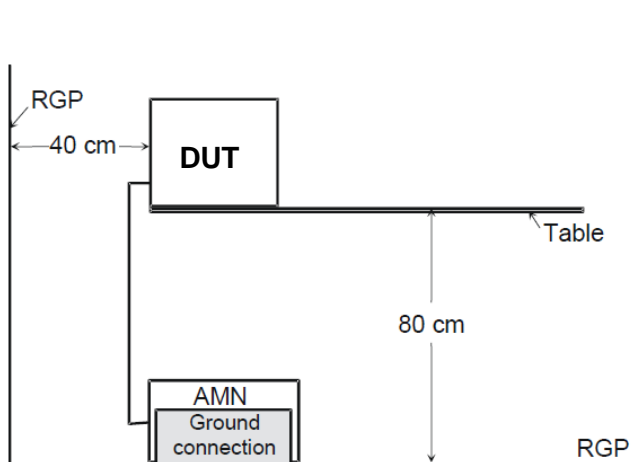 RGP
40 cm
DUT
Table
80 cm
AMN
Ground
connection
RGP